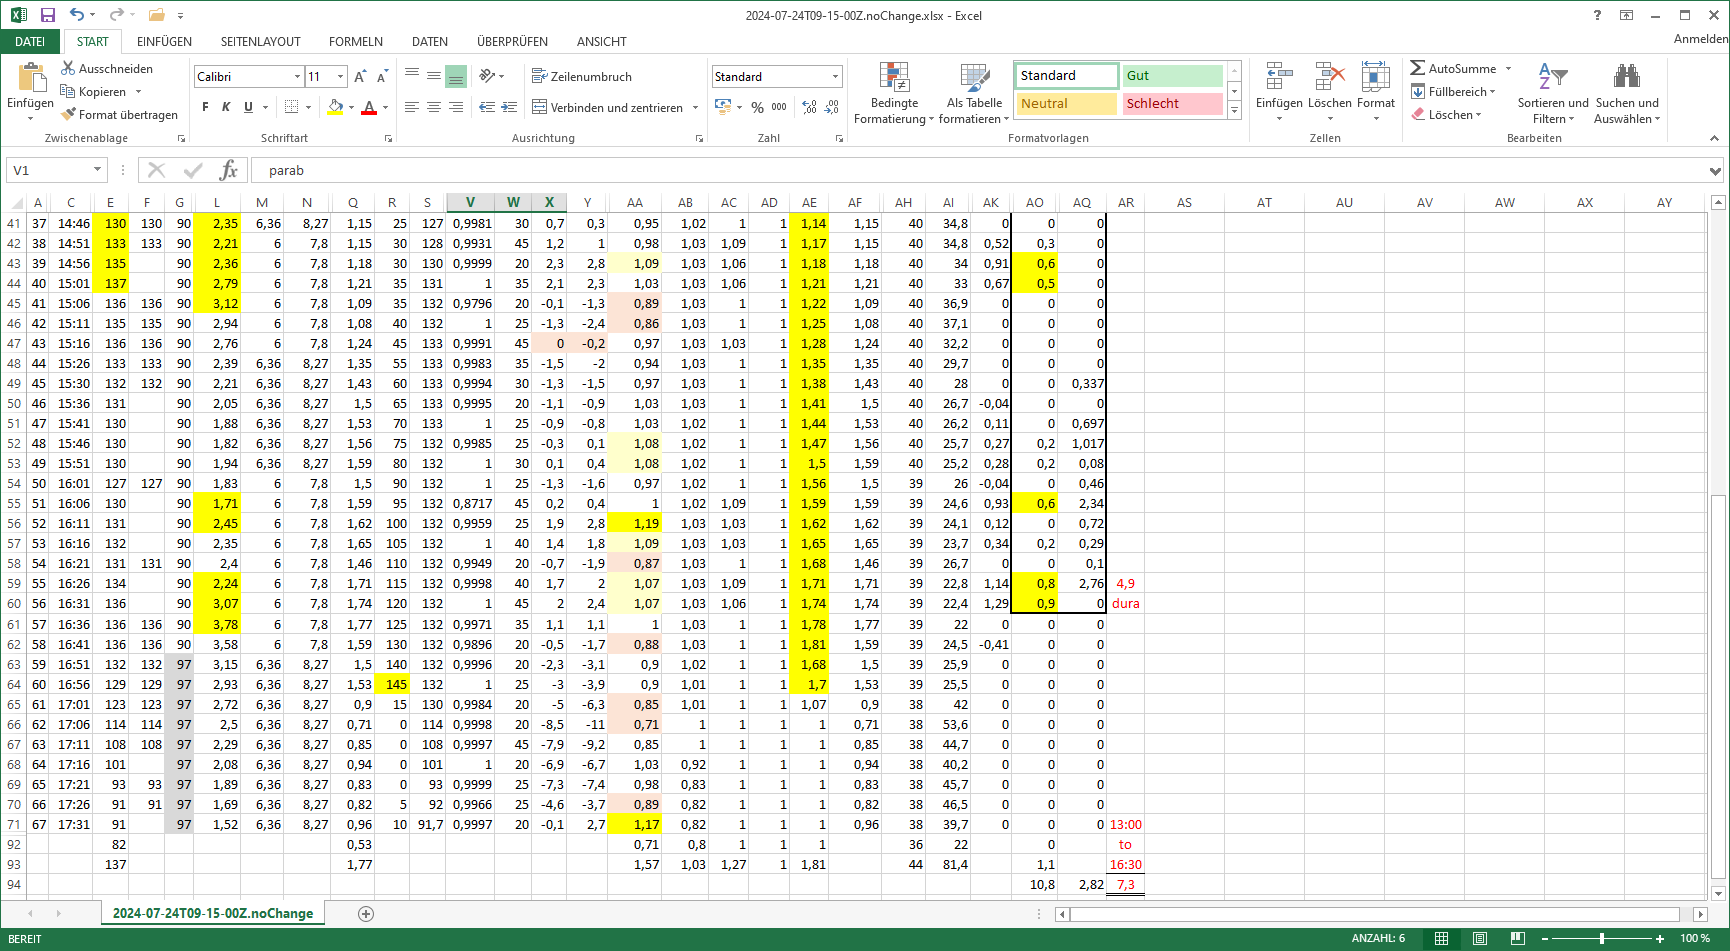 2024-07-24T09-15-00Z.noChange.xlsx - Excel
?
Anmelden
DATEI START EINFÜGEN SEITENLAYOUT FORMELN DATEN ÜBERPRÜFEN ANSICHT
Einfügen
Ausschneiden
Kopieren
Format übertragen
Zwischenablage
Calibri 11
F K U
Schriftart
Zeilenumbruch
Verbinden und zentrieren
Ausrichtung
Standard
% 000
Zahl
Bedingte Formatierung
Als Tabelle formatieren
Standard Gut
Neutral Schlecht
Formatvorlagen
Einfügen Löschen Format
Zellen
AutoSumme
Füllbereich
Löschen
Sortieren und Filtern
Suchen und Auswählen
Bearbeiten
V1 fx parab
A C E F G L M N Q R S V W X Y AA AB AC AD AE AF AH AI AK AO AQ AR AS AT AU AV AW AX AY
41 37 14:46 130 130 90 2,35 6,36 8,27 1,15 25 127 0,9981 30 0,7 0,3 0,95 1,02 1 1 1,14 1,15 40 34,8 0 0 0
42 38 14:51 133 133 90 2,21 6 7,8 1,15 30 128 0,9931 45 1,2 1 0,98 1,03 1,09 1 1,17 1,15 40 34,8 0,52 0,3 0
43 39 14:56 135 90 2,36 6 7,8 1,18 30 130 0,9999 20 2,3 2,8 1,09 1,03 1,06 1 1,18 1,18 40 34 0,91 0,6 0
44 40 15:01 137 90 2,79 6 7,8 1,21 35 131 1 35 2,1 2,3 1,03 1,03 1,06 1 1,21 1,21 40 33 0,67 0,5 0
45 41 15:06 136 136 90 3,12 6 7,8 1,09 35 132 0,9796 20 -0,1 -1,3 0,89 1,03 1 1 1,22 1,09 40 36,9 0 0 0
46 42 15:11 135 135 90 2,94 6 7,8 1,08 40 132 1 25 -1,3 -2,4 0,86 1,03 1 1 1,25 1,08 40 37,1 0 0 0
47 43 15:16 136 136 90 2,76 6 7,8 1,24 45 133 0,9991 45 0 -0,2 0,97 1,03 1,03 1 1,28 1,24 40 32,2 0 0 0
48 44 15:26 133 133 90 2,39 6,36 8,27 1,35 55 133 0,9983 35 -1,5 -2 0,94 1,03 1 1 1,35 1,35 40 29,7 0 0 0
49 45 15:30 132 132 90 2,21 6,36 8,27 1,43 60 133 0,9994 30 -1,3 -1,5 0,97 1,03 1 1 1,38 1,43 40 28 0 0 0,337
50 46 15:36 131 90 2,05 6,36 8,27 1,5 65 133 0,9995 20 -1,1 -0,9 1,03 1,03 1 1 1,41 1,5 40 26,7 -0,04 0 0
51 47 15:41 130 90 1,88 6,36 8,27 1,53 70 133 1 25 -0,9 -0,8 1,03 1,02 1 1 1,44 1,53 40 26,2 0,11 0 0,697
52 48 15:46 130 90 1,82 6,36 8,27 1,56 75 132 0,9985 25 -0,3 0,1 1,08 1,02 1 1 1,47 1,56 40 25,7 0,27 0,2 1,017
53 49 15:51 130 90 1,94 6,36 8,27 1,59 80 132 1 30 0,1 0,4 1,08 1,02 1 1 1,5 1,59 40 25,2 0,28 0,2 0,08
54 50 16:01 127 127 90 1,83 6 7,8 1,5 90 132 1 25 -1,3 -1,6 0,97 1,02 1 1 1,56 1,5 39 26 -0,04 0 0,46
55 51 16:06 130 90 1,71 6 7,8 1,59 95 132 0,8717 45 0,2 0,4 1 1,02 1,09 1 1,59 1,59 39 24,6 0,93 0,6 2,34
56 52 16:11 131 90 2,45 6 7,8 1,62 100 132 0,9959 25 1,9 2,8 1,19 1,03 1,03 1 1,62 1,62 39 24,1 0,12 0 0,72
57 53 16:16 132 90 2,35 6 7,8 1,65 105 132 1 40 1,4 1,8 1,09 1,03 1,03 1 1,65 1,65 39 23,7 0,34 0,2 0,29
58 54 16:21 131 131 90 2,4 6 7,8 1,46 110 132 0,9949 20 -0,7 -1,9 0,87 1,03 1 1 1,68 1,46 39 26,7 0 0 0,1
59 55 16:26 134 90 2,24 6 7,8 1,71 115 132 0,9998 40 1,7 2 1,07 1,03 1,09 1 1,71 1,71 39 22,8 1,14 0,8 2,76 4,9
60 56 16:31 136 90 3,07 6 7,8 1,74 120 132 1 45 2 2,4 1,07 1,03 1,06 1 1,74 1,74 39 22,4 1,29 0,9 0 dura
61 57 16:36 136 136 90 3,78 6 7,8 1,77 125 132 0,9971 35 1,1 1,1 1 1,03 1 1 1,78 1,77 39 22 0 0 0
62 58 16:41 136 136 90 3,58 6 7,8 1,59 130 132 0,9896 20 -0,5 -1,7 0,88 1,03 1 1 1,81 1,59 39 24,5 -0,41 0 0
63 59 16:51 132 132 97 3,15 6,36 8,27 1,5 140 132 0,9996 20 -2,3 -3,1 0,9 1,02 1 1 1,68 1,5 39 25,9 0 0 0
64 60 16:56 129 129 97 2,93 6,36 8,27 1,53 145 132 1 25 -3 -3,9 0,9 1,01 1 1 1,7 1,53 39 25,5 0 0 0
65 61 17:01 123 123 97 2,72 6,36 8,27 0,9 15 130 0,9984 20 -5 -6,3 0,85 1,01 1 1 1,07 0,9 38 42 0 0 0
66 62 17:06 114 114 97 2,5 6,36 8,27 0,71 0 114 0,9998 20 -8,5 -11 0,71 1 1 1 1 0,71 38 53,6 0 0 0
67 63 17:11 108 108 97 2,29 6,36 8,27 0,85 0 108 0,9997 45 -7,9 -9,2 0,85 1 1 1 1 0,85 38 44,7 0 0 0
68 64 17:16 101 97 2,08 6,36 8,27 0,94 0 101 1 20 -6,9 -6,7 1,03 0,92 1 1 1 0,94 38 40,2 0 0 0
69 65 17:21 93 93 97 1,89 6,36 8,27 0,83 0 93 0,9999 25 -7,3 -7,4 0,98 0,83 1 1 1 0,83 38 45,7 0 0 0
70 66 17:26 91 91 97 1,69 6,36 8,27 0,82 5 92 0,9966 25 -4,6 -3,7 0,89 0,82 1 1 1 0,82 38 46,5 0 0 0
71 67 17:31 91 97 1,52 6,36 8,27 0,96 10 91,7 0,9997 20 -0,1 2,7 1,17 0,82 1 1 1 0,96 38 39,7 0 0 0 13:00
92 82 0,53 0,71 0,8 1 1 1 36 22 0 to
93 137 1,77 1,57 1,03 1,27 1 1,81 44 81,4 1,1 16:30
94 10,8 2,82 7,3
2024-07-24T09-15-00Z.noChange
BEREIT ANZAHL: 6 100 %